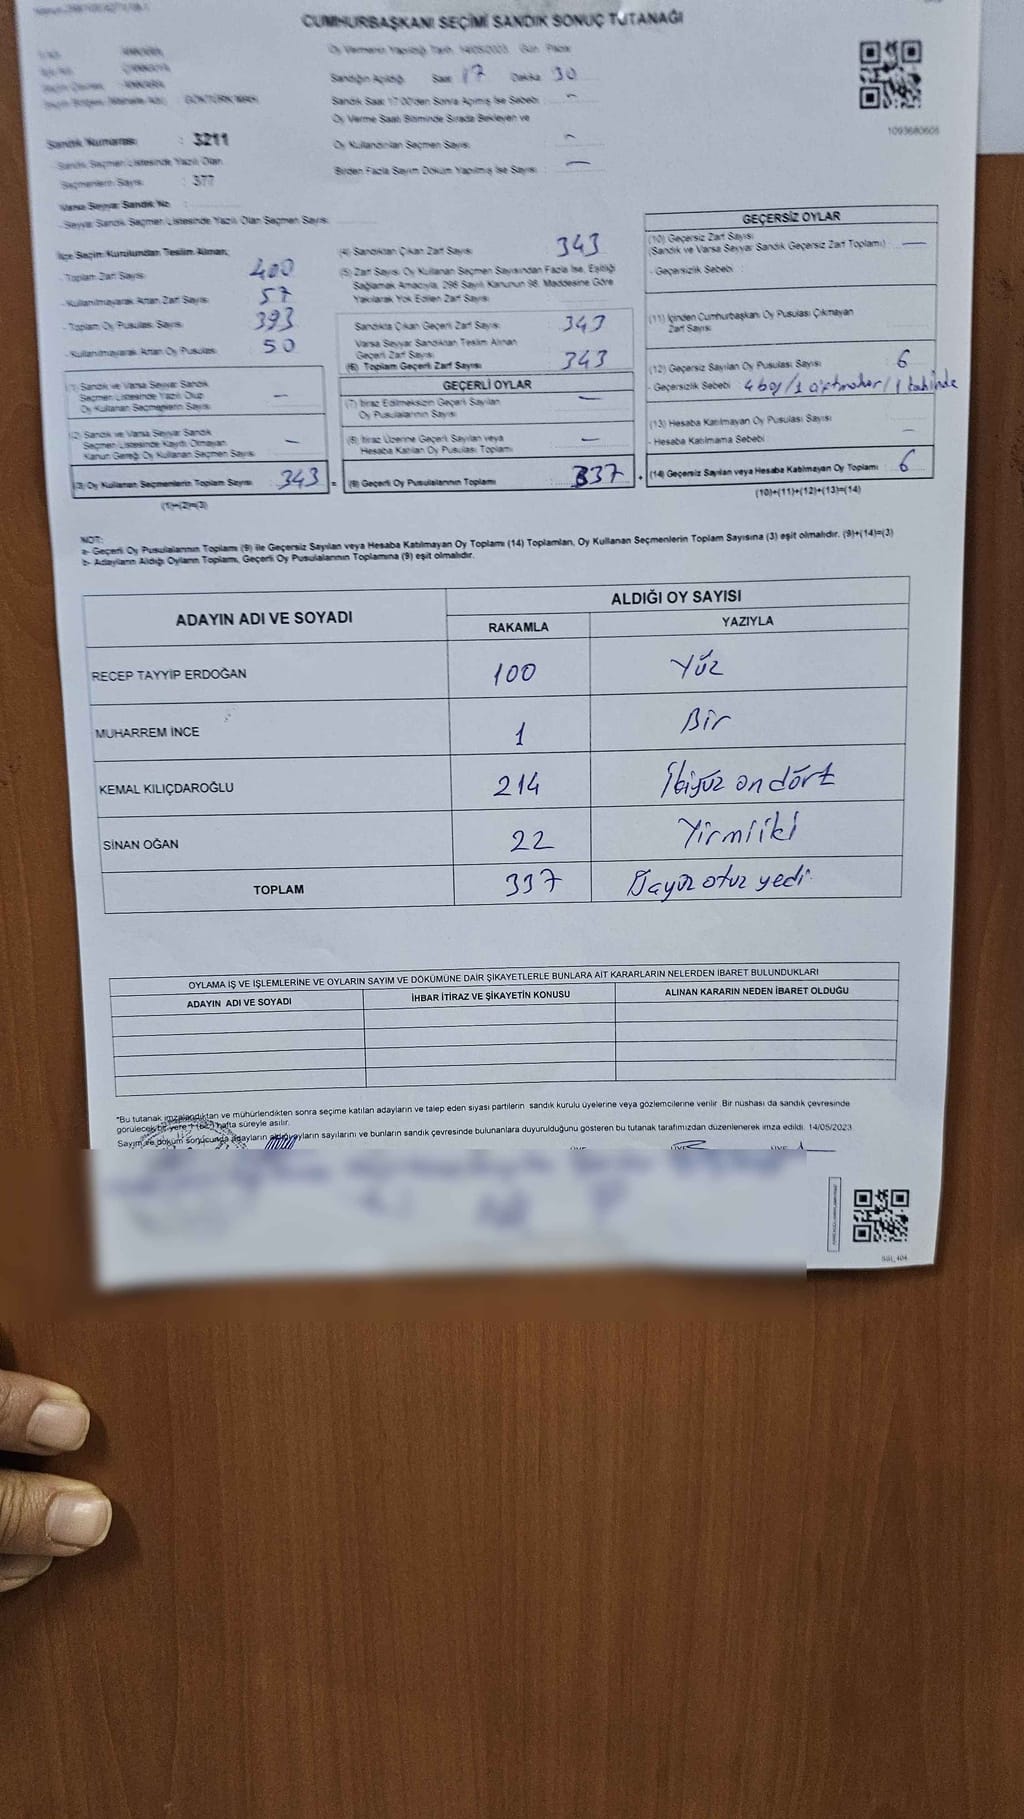 CUMHURBAŞKANI SEÇİMİ SANDIK SONUÇ TUTANAĞI
Oy Vermenin Yapıldığı Tarih: 14/05/2023 Gün: Pazar
Sandığın Açıldığı Saat 17 Dakika 30
Sandık Saat 17:00'den Sonra Açılmış İse Sebebi: -
Oy Verme Saati Bitiminde Sırada Bekleyen ve
Oy Kullandırılan Seçmen Sayısı: -
Birden Fazla Sayım Döküm Yapılmış İse Sayısı : -
1093680606
GÖKTÜRK MAH.
Sandık Numarası : 3211
Sandık Seçmen Listesinde Yazılı Olan
Seçmenlerin Sayısı : 377
Varsa Seyyar Sandık No :
- Seyyar Sandık Seçmen Listesinde Yazılı Olan Seçmen Sayısı:
İlçe Seçim Kurulundan Teslim Alınan;
- Toplam Zarf Sayısı 400
- Kullanılmayarak Artan Zarf Sayısı 57
- Toplam Oy Pusulası Sayısı 393
- Kullanılmayarak Artan Oy Pusulası 50
(1) Sandık ve Varsa Seyyar Sandık
Seçmen Listesinde Yazılı Olup
Oy Kullanan Seçmenlerin Sayısı -
(2) Sandık ve Varsa Seyyar Sandık
Seçmen Listesinde Kaydı Olmayan
Kanun Gereği Oy Kullanan Seçmen Sayısı -
(3) Oy Kullanan Seçmenlerin Toplam Sayısı 343 =
(1)+(2)=(3)
(4) Sandıktan Çıkan Zarf Sayısı 343
(5) Zarf Sayısı Oy Kullanan Seçmen Sayısından Fazla İse, Eşitliği
Sağlamak Amacıyla, 298 Sayılı Kanunun 98. Maddesine Göre
Yakılarak Yok Edilen Zarf Sayısı
Sandıkta Çıkan Geçerli Zarf Sayısı 343
Varsa Seyyar Sandıktan Teslim Alınan
Geçerli Zarf Sayısı
(6) Toplam Geçerli Zarf Sayısı 343
GEÇERLİ OYLAR
(7) İtiraz Edilmeksizin Geçerli Sayılan
Oy Pusulalarının Sayısı -
(8) İtiraz Üzerine Geçerli Sayılan veya
Hesaba Katılan Oy Pusulası Toplamı -
(9) Geçerli Oy Pusulalarının Toplamı 337 +
GEÇERSİZ OYLAR
(10) Geçersiz Zarf Sayısı
(Sandık ve Varsa Seyyar Sandık Geçersiz Zarf Toplamı) -
- Geçersizlik Sebebi :
(11) İçinden Cumhurbaşkanı Oy Pusulası Çıkmayan
Zarf Sayısı
(12) Geçersiz Sayılan Oy Pusulası Sayısı 6
- Geçersizlik Sebebi : 4 boş/1 çiftmühür/1
(13) Hesaba Katılmayan Oy Pusulası Sayısı
- Hesaba Katılmama Sebebi -
(14) Geçersiz Sayılan veya Hesaba Katılmayan Oy Toplamı 6
(10)+(11)+(12)+(13)=(14)
NOT:
a- Geçerli Oy Pusulalarının Toplamı (9) ile Geçersiz Sayılan veya Hesaba Katılmayan Oy Toplamı (14) Toplamları, Oy Kullanan Seçmenlerin Toplam Sayısına (3) eşit olmalıdır. (9)+(14)=(3)
b- Adayların Aldığı Oyların Toplamı, Geçerli Oy Pusulalarının Toplamına (9) eşit olmalıdır.
ADAYIN ADI VE SOYADI
ALDIĞI OY SAYISI
RAKAMLA YAZIYLA
RECEP TAYYİP ERDOĞAN 100 Yüz
MUHARREM İNCE 1 Bir
KEMAL KILIÇDAROĞLU 214 İkiyüz ondört
SİNAN OĞAN 22 Yirmiiki
TOPLAM 337 otuz yedi
OYLAMA İŞ VE İŞLEMLERİNE VE OYLARIN SAYIM VE DÖKÜMÜNE DAİR ŞİKAYETLERLE BUNLARA AİT KARARLARIN NELERDEN İBARET BULUNDUKLARI
ADAYIN ADI VE SOYADI İHBAR İTİRAZ VE ŞİKAYETİN KONUSU ALINAN KARARIN NEDEN İBARET OLDUĞU
*Bu tutanak imzalandıktan ve mühürlendikten sonra seçime katılan adayların ve talep eden siyasi partilerin sandık kurulu üyelerine veya gözlemcilerine verilir. Bir nüshası da sandık çevresinde
görülecek bir yere 1 (bir) hafta süreyle asılır.
Sayım ve döküm sonucunda adayların aldığı oyların sayılarını ve bunların sandık çevresinde bulunanlara duyurulduğunu gösteren bu tutanak tarafımızdan düzenlenerek imza edildi. 14/05/2023